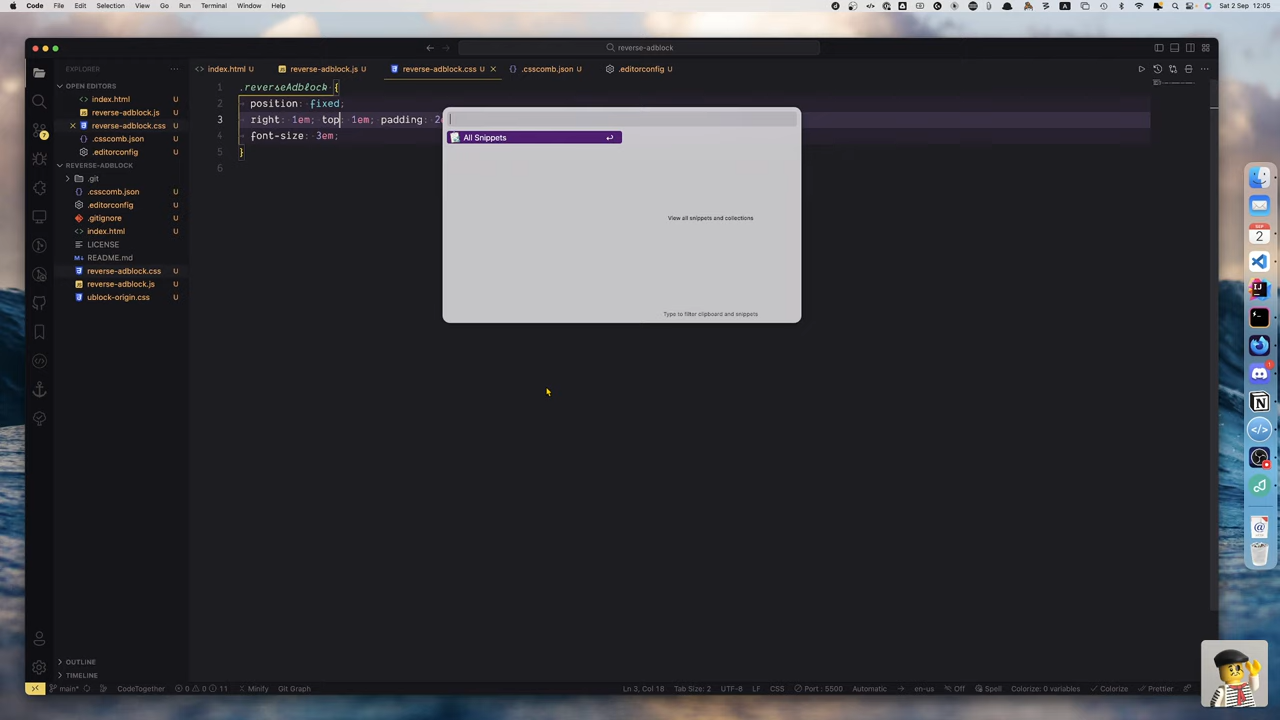 Code File Edit Selection View Go Run Terminal Window Help
Sat 2 Sep 12:05
reverse-adblock
EXPLORER
index.html U
reverse-adblock.js U
reverse-adblock.css U
.csscomb.json U
.editorconfig U
OPEN EDITORS
index.html U
reverse-adblock.js U
reverse-adblock.css U
.csscomb.json U
.editorconfig U
REVERSE-ADBLOCK
.git
.csscomb.json U
.editorconfig U
.gitignore U
index.html U
LICENSE
README.md
reverse-adblock.css U
reverse-adblock.js U
ublock-origin.css U
OUTLINE
TIMELINE
1 .reverseAdblock {
2 position: fixed;
3 right: 1em; top: 1em; padding: 2
4 font-size: 3em;
5 }
6
All Snippets
View all snippets and collections
Type to filter clipboard and snippets
SEP
2
main* CodeTogether 0 0 11 Minify Git Graph
Ln 3, Col 18 Tab Size: 2 UTF-8 LF CSS Port : 5500 Automatic en-us Off Spell Colorize: 0 variables Colorize Prettier